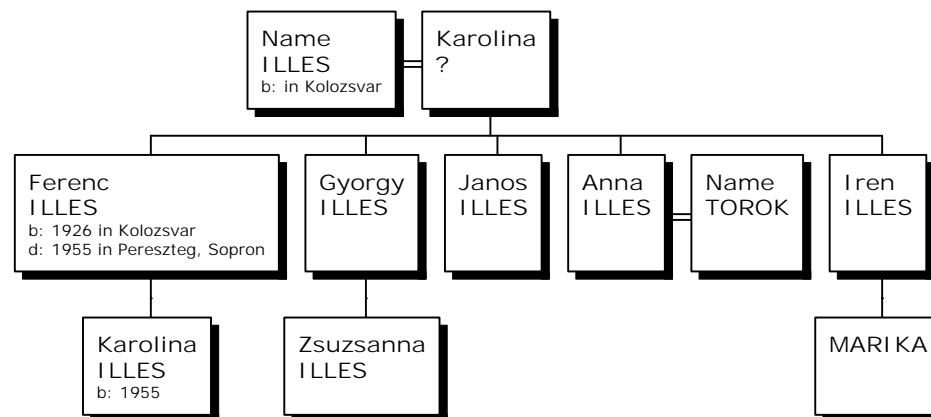 Name
ILLES
b: in Kolozsvar
Karolina
?
Ferenc
ILLES
b: 1926 in Kolozsvar
d: 1955 in Pereszteg, Sopron
Gyorgy
ILLES
Janos
ILLES
Anna
ILLES
Name
TOROK
Iren
ILLES
Karolina
ILLES
b: 1955
Zsuzsanna
ILLES
MARIKA